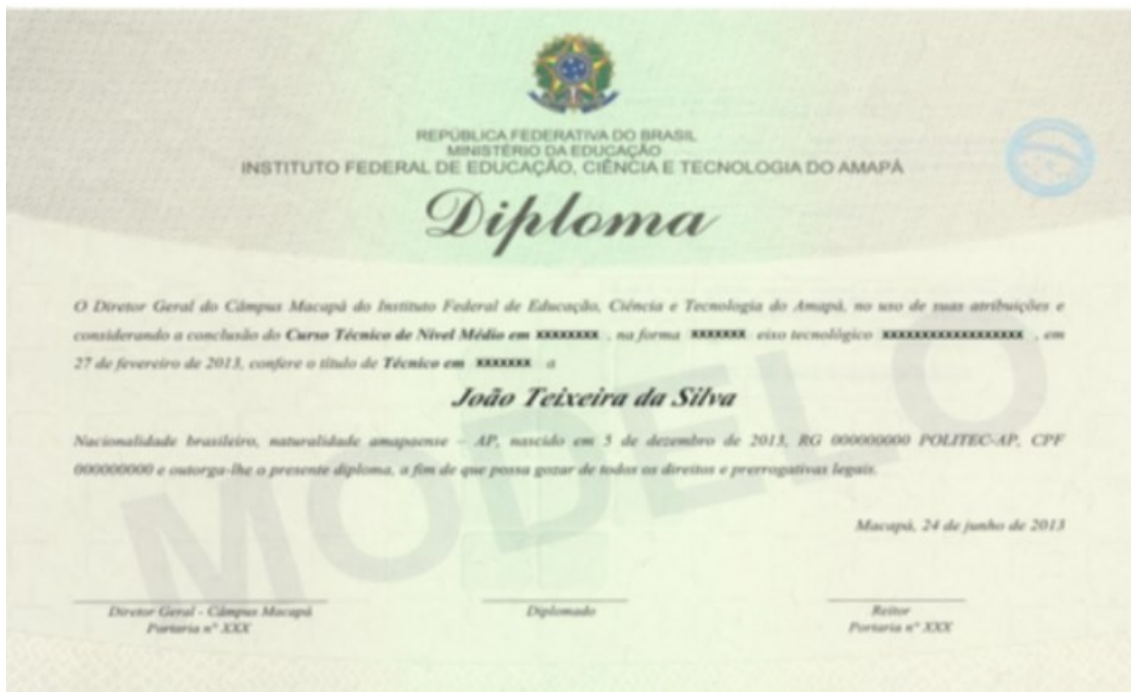 REPÚBLICA FEDERATIVA DO BRASIL
MINISTÉRIO DA EDUCAÇÃO
INSTITUTO FEDERAL DE EDUCAÇÃO, CIÊNCIA E TECNOLOGIA DO AMAPÁ
Diploma
O Diretor Geral do Câmpus Macapá do Instituto Federal de Educação, Ciência e Tecnologia do Amapá, no uso de suas atribuições e
considerando a conclusão do Curso Técnico de Nível Médio em xxxxxxxx , na forma xxxxxxx eixo tecnológico xxxxxxxxxxxxxxxxxx , em
27 de fevereiro de 2013, confere o título de Técnico em xxxxxxx a
João Teixeira da Silva
Nacionalidade brasileiro, naturalidade amapaense – AP, nascido em 5 de dezembro de 2013, RG 000000000 POLITEC-AP, CPF
000000000 e outorga-lhe o presente diploma, a fim de que possa gozar de todos os direitos e prerrogativas legais.
MODELO
Macapá, 24 de junho de 2013
Diretor Geral - Câmpus Macapá
Portaria nº XXX
Diplomado
Reitor
Portaria nº XXX